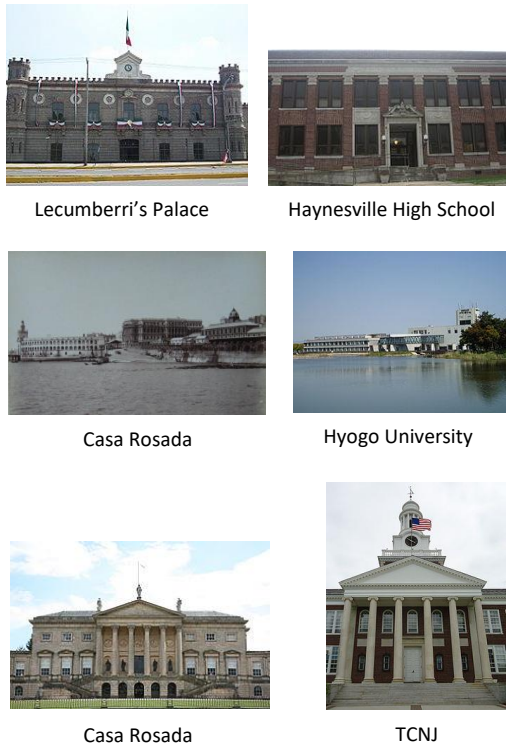 Lecumberri’s Palace
Haynesville High School
Casa Rosada
Hyogo University
Casa Rosada
TCNJ